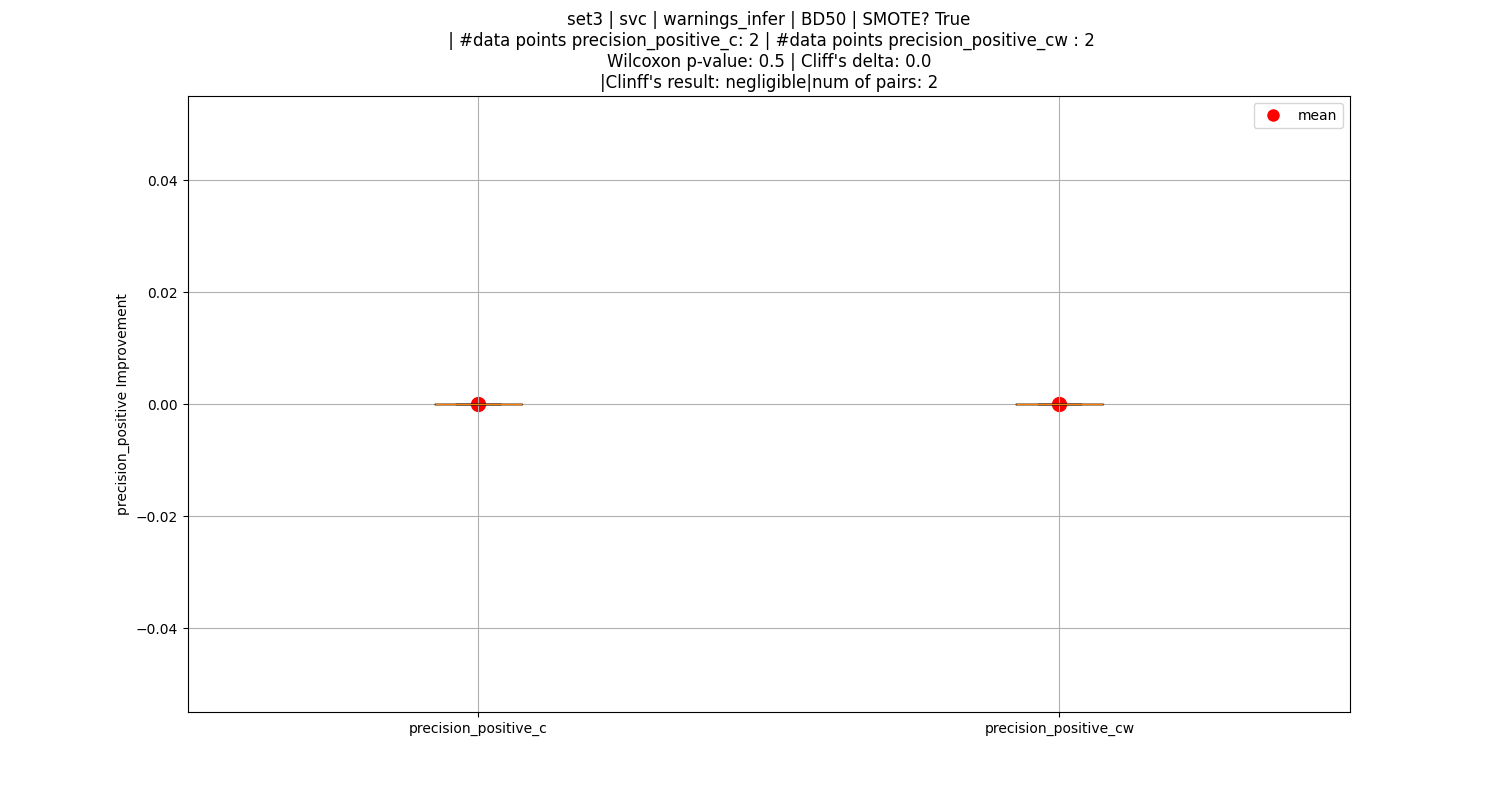 set3 | svc | warnings_infer | BD50 | SMOTE? True
| #data points precision_positive_c: 2 | #data points precision_positive_cw : 2
Wilcoxon p-value: 0.5 | Cliff's delta: 0.0
|Clinff's result: negligible|num of pairs: 2
mean
0.04
0.02
0.00
−0.02
−0.04
precision_positive Improvement
precision_positive_c
precision_positive_cw